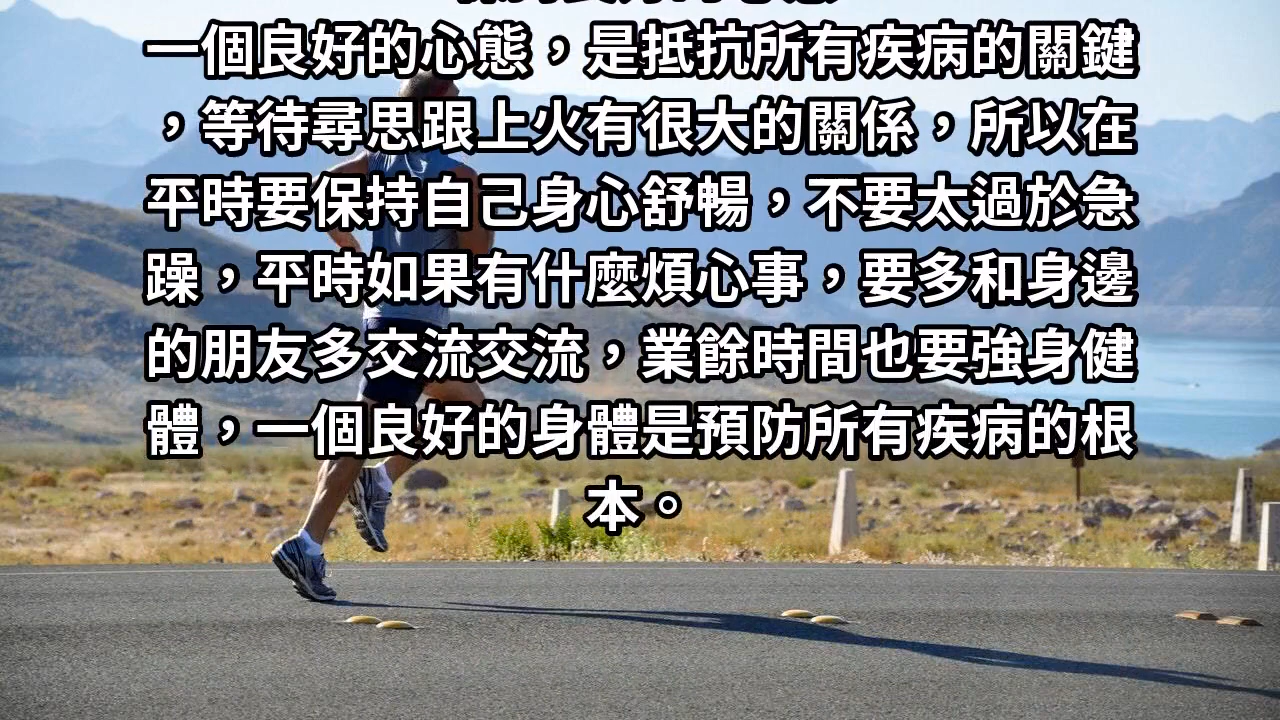 一個良好的心態，是抵抗所有疾病的關鍵
，等待尋思跟上火有很大的關係，所以在
平時要保持自己身心舒暢，不要太過於急
躁，平時如果有什麼煩心事，要多和身邊
的朋友多交流交流，業餘時間也要強身健
體，一個良好的身體是預防所有疾病的根
本。